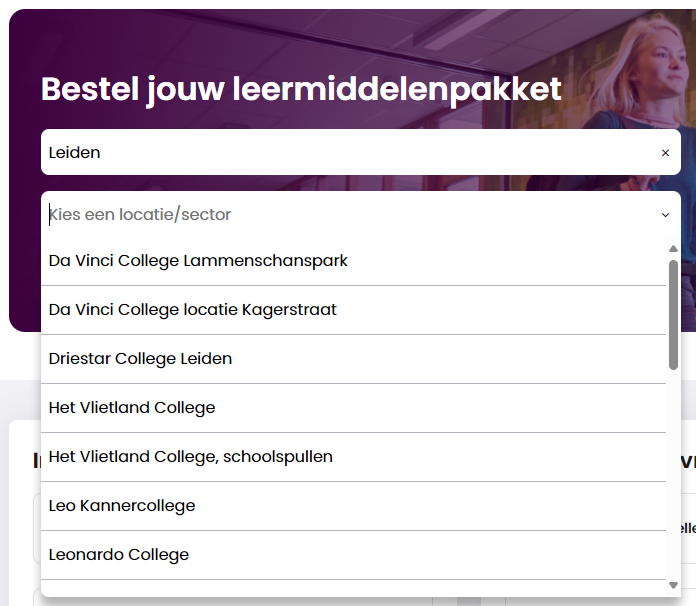 Bestel jouw leermiddelenpakket
Leiden
Kies een locatie/sector
Da Vinci College Lammenschanspark
Da Vinci College locatie Kagerstraat
Driestar College Leiden
Het Vlietland College
Het Vlietland College, schoolspullen
Leo Kannercollege
Leonardo College